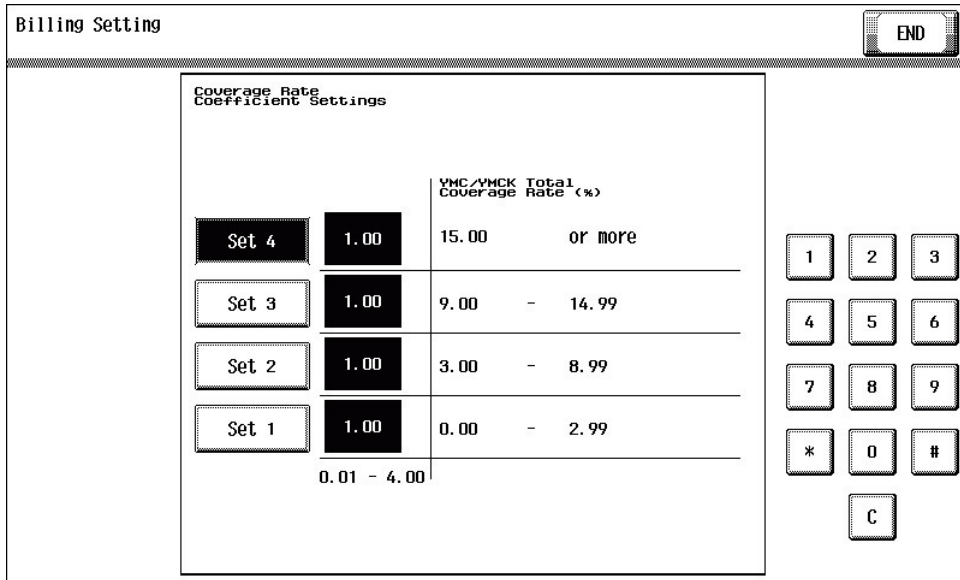 Billing Setting
END
Coverage Rate
Coefficient Settings
YMC/YMCK Total
Coverage Rate (%)
Set 4 1.00 15.00 or more
Set 3 1.00 9.00 - 14.99
Set 2 1.00 3.00 - 8.99
Set 1 1.00 0.00 - 2.99
0.01 - 4.00
1 2 3
4 5 6
7 8 9
* 0 #
C